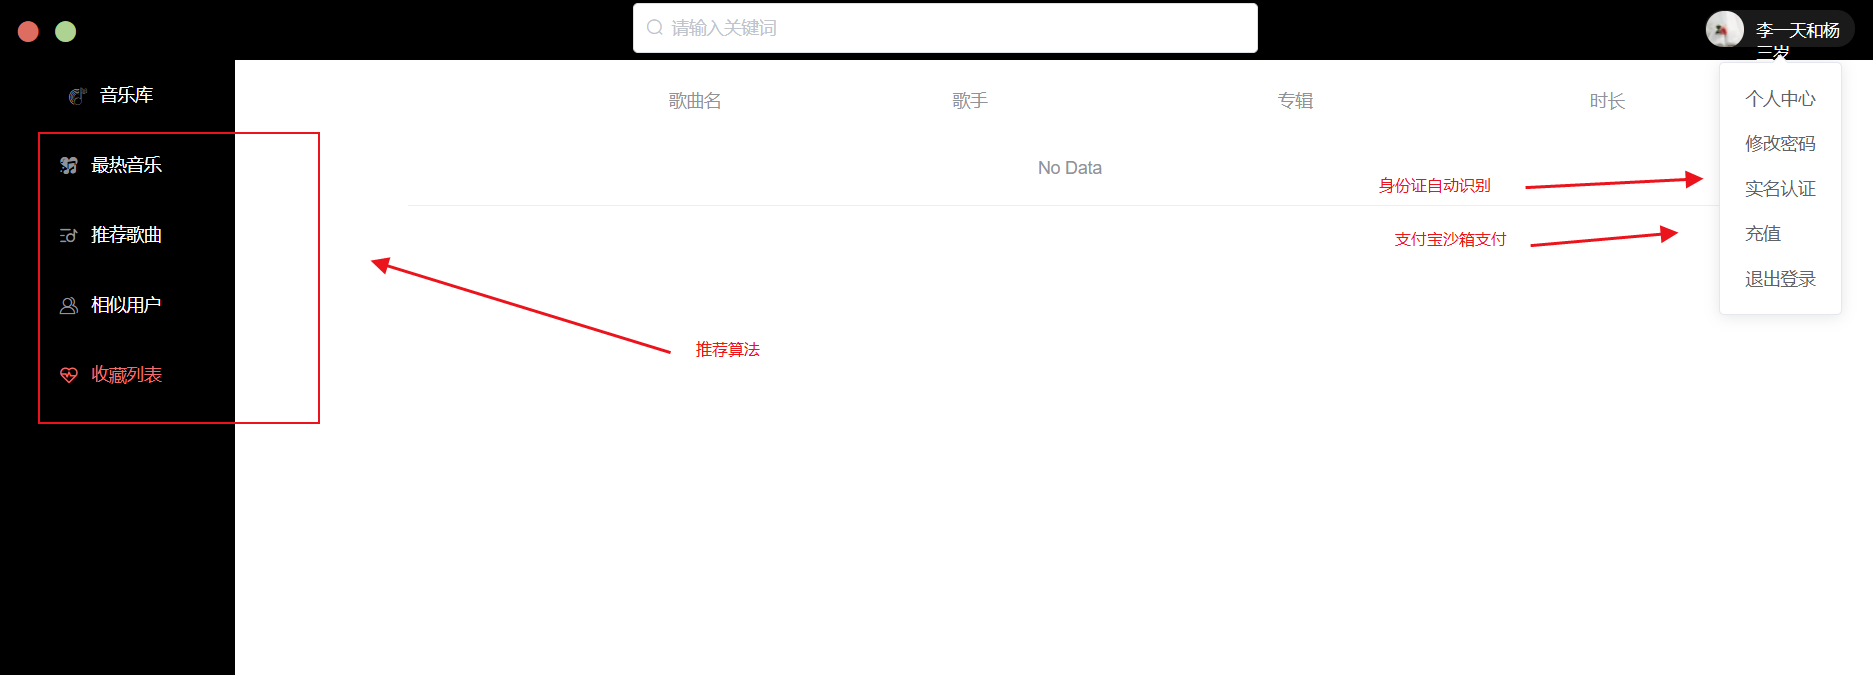 请输入关键词
李一天和杨
三岁
音乐库
最热音乐
推荐歌曲
相似用户
收藏列表
歌曲名
歌手
专辑
时长
No Data
身份证自动识别
支付宝沙箱支付
推荐算法
个人中心
修改密码
实名认证
充值
退出登录